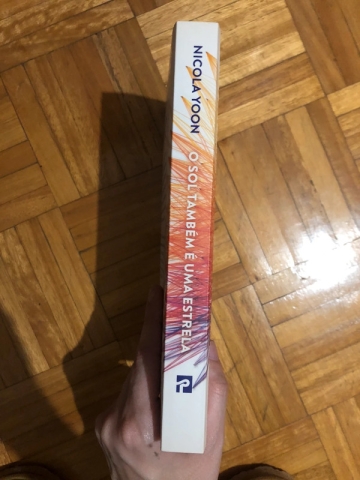 NICOLA YOON
O SOL TAMBÉM É UMA ESTRELA